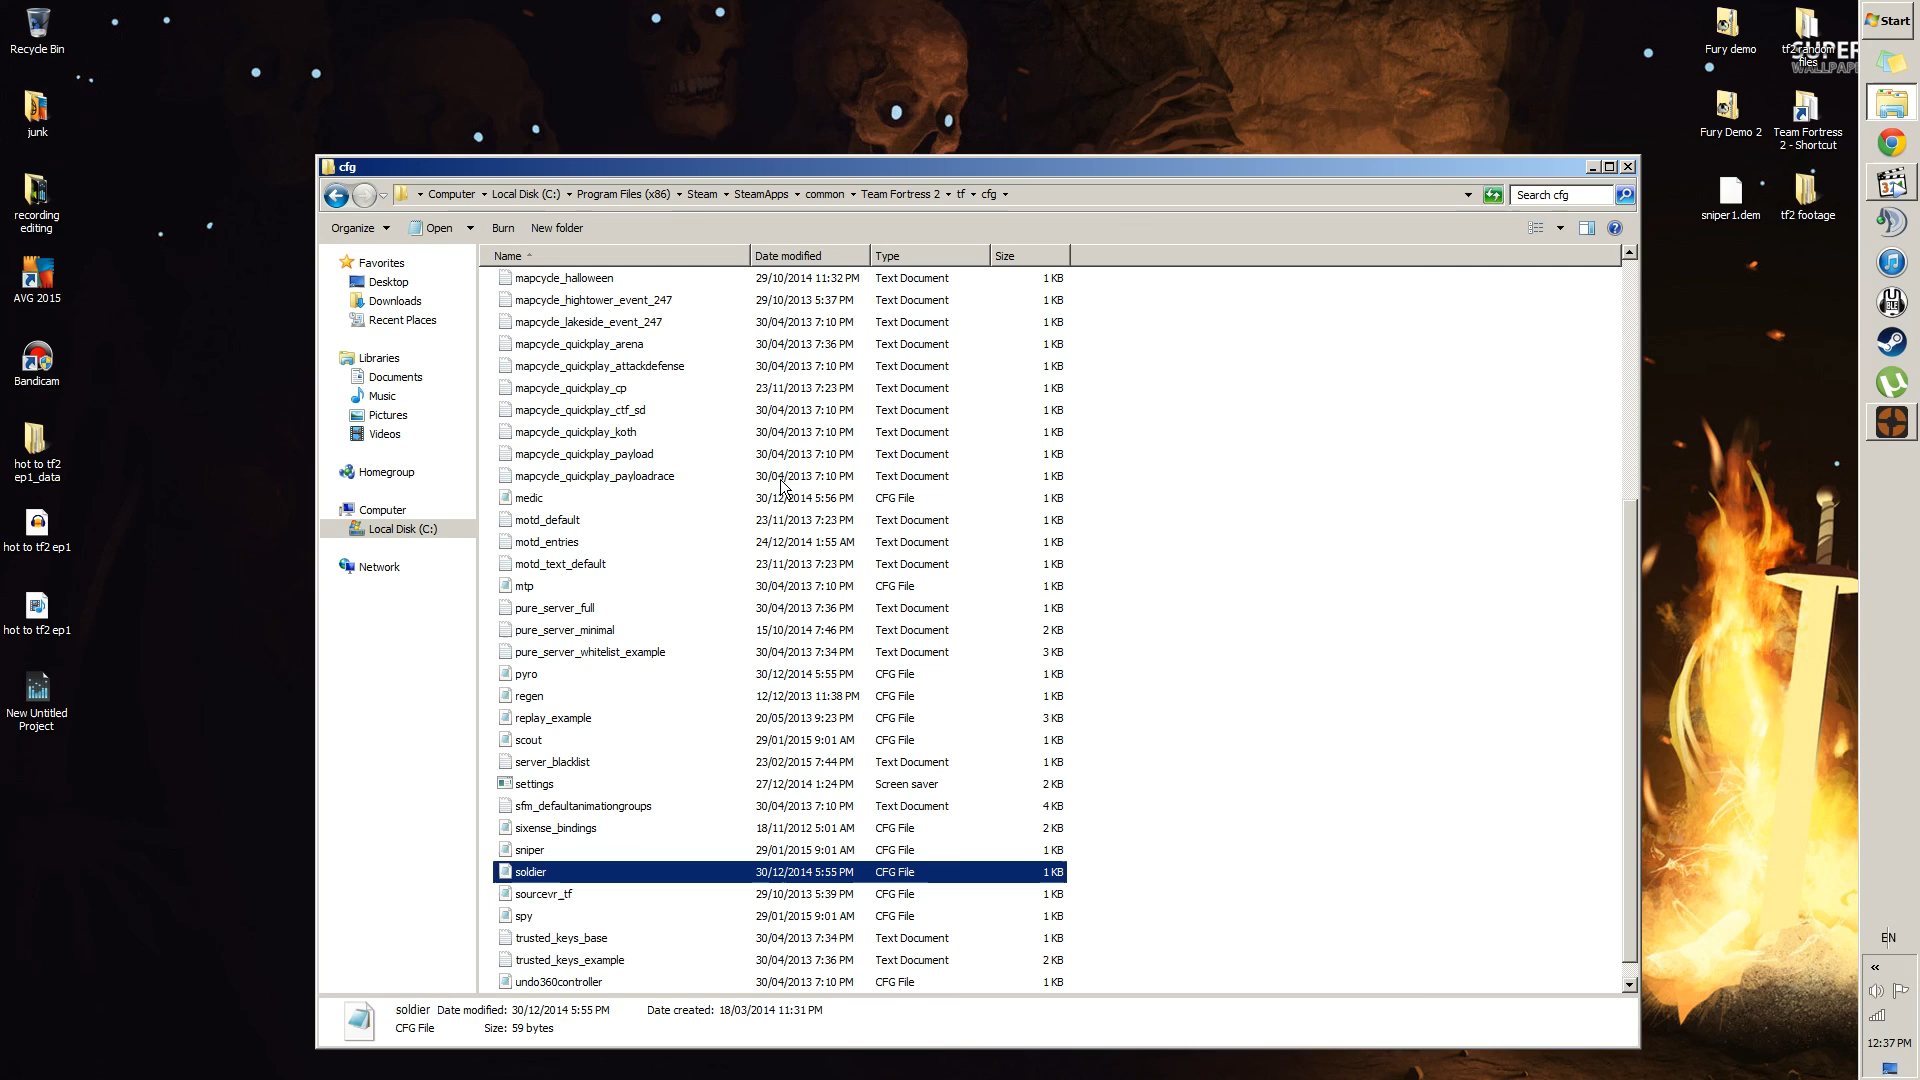 Recycle Bin
junk
recording
editing
AVG 2015
Bandicam
hot to tf2
ep1_data
hot to tf2 ep1
hot to tf2 ep1
New Untitled
Project
cfg
Computer
Local Disk (C:)
Program Files (x86)
Steam
SteamApps
common
Team Fortress 2
tf
cfg
Search cfg
Organize
Open
Burn
New folder
Favorites
Desktop
Downloads
Recent Places
Libraries
Documents
Music
Pictures
Videos
Homegroup
Computer
Local Disk (C:)
Network
Name Date modified Type Size
mapcycle_halloween 29/10/2014 11:32 PM Text Document 1 KB
mapcycle_hightower_event_247 29/10/2013 5:37 PM Text Document 1 KB
mapcycle_lakeside_event_247 30/04/2013 7:10 PM Text Document 1 KB
mapcycle_quickplay_arena 30/04/2013 7:36 PM Text Document 1 KB
mapcycle_quickplay_attackdefense 30/04/2013 7:10 PM Text Document 1 KB
mapcycle_quickplay_cp 23/11/2013 7:23 PM Text Document 1 KB
mapcycle_quickplay_ctf_sd 30/04/2013 7:10 PM Text Document 1 KB
mapcycle_quickplay_koth 30/04/2013 7:10 PM Text Document 1 KB
mapcycle_quickplay_payload 30/04/2013 7:10 PM Text Document 1 KB
mapcycle_quickplay_payloadrace 30/04/2013 7:10 PM Text Document 1 KB
medic 30/12/2014 5:56 PM CFG File 1 KB
motd_default 23/11/2013 7:23 PM Text Document 1 KB
motd_entries 24/12/2014 1:55 AM Text Document 1 KB
motd_text_default 23/11/2013 7:23 PM Text Document 1 KB
mtp 30/04/2013 7:10 PM CFG File 1 KB
pure_server_full 30/04/2013 7:36 PM Text Document 1 KB
pure_server_minimal 15/10/2014 7:46 PM Text Document 2 KB
pure_server_whitelist_example 30/04/2013 7:34 PM Text Document 3 KB
pyro 30/12/2014 5:55 PM CFG File 1 KB
regen 12/12/2013 11:38 PM CFG File 1 KB
replay_example 20/05/2013 9:23 PM CFG File 3 KB
scout 29/01/2015 9:01 AM CFG File 1 KB
server_blacklist 23/02/2015 7:44 PM Text Document 1 KB
settings 27/12/2014 1:24 PM Screen saver 2 KB
sfm_defaultanimationgroups 30/04/2013 7:10 PM Text Document 4 KB
sixense_bindings 18/11/2012 5:01 AM CFG File 2 KB
sniper 29/01/2015 9:01 AM CFG File 1 KB
soldier 30/12/2014 5:55 PM CFG File 1 KB
sourcevr_tf 29/10/2013 5:39 PM CFG File 1 KB
spy 29/01/2015 9:01 AM CFG File 1 KB
trusted_keys_base 30/04/2013 7:34 PM Text Document 1 KB
trusted_keys_example 30/04/2013 7:36 PM Text Document 2 KB
undo360controller 30/04/2013 7:10 PM CFG File 1 KB
soldier Date modified: 30/12/2014 5:55 PM Date created: 18/03/2014 11:31 PM
CFG File Size: 59 bytes
Fury demo
tf2 random
files
SUPER
WALLPAP
Fury Demo 2
Team Fortress
2 - Shortcut
sniper1.dem
tf2 footage
Start
EN
12:37 PM